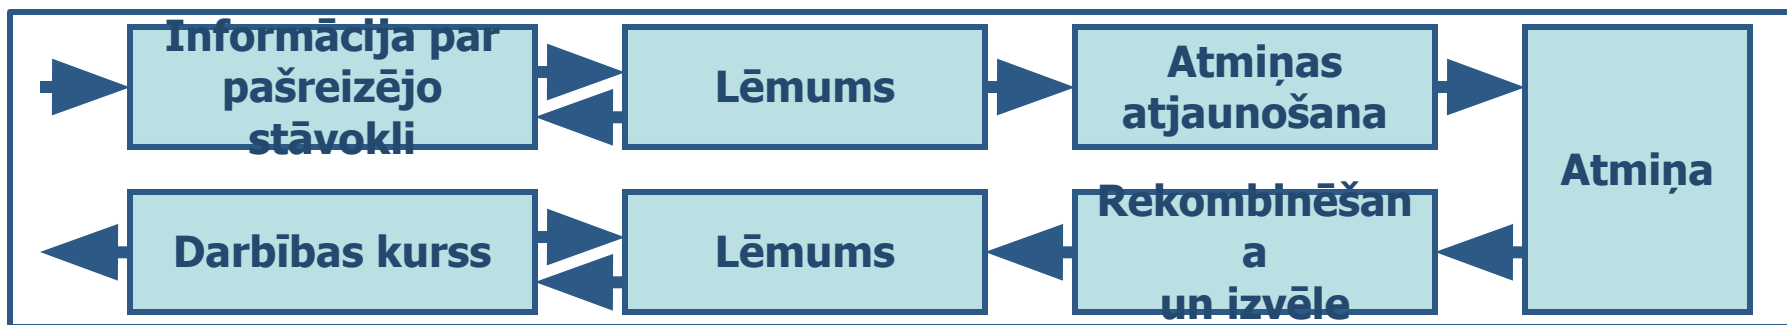 Informācija par
pašreizējo
stāvokli
Lēmums
Atmiņas
atjaunošana
Atmiņa
Darbības kurss
Lēmums
Rekombinēšan
a
un izvēle